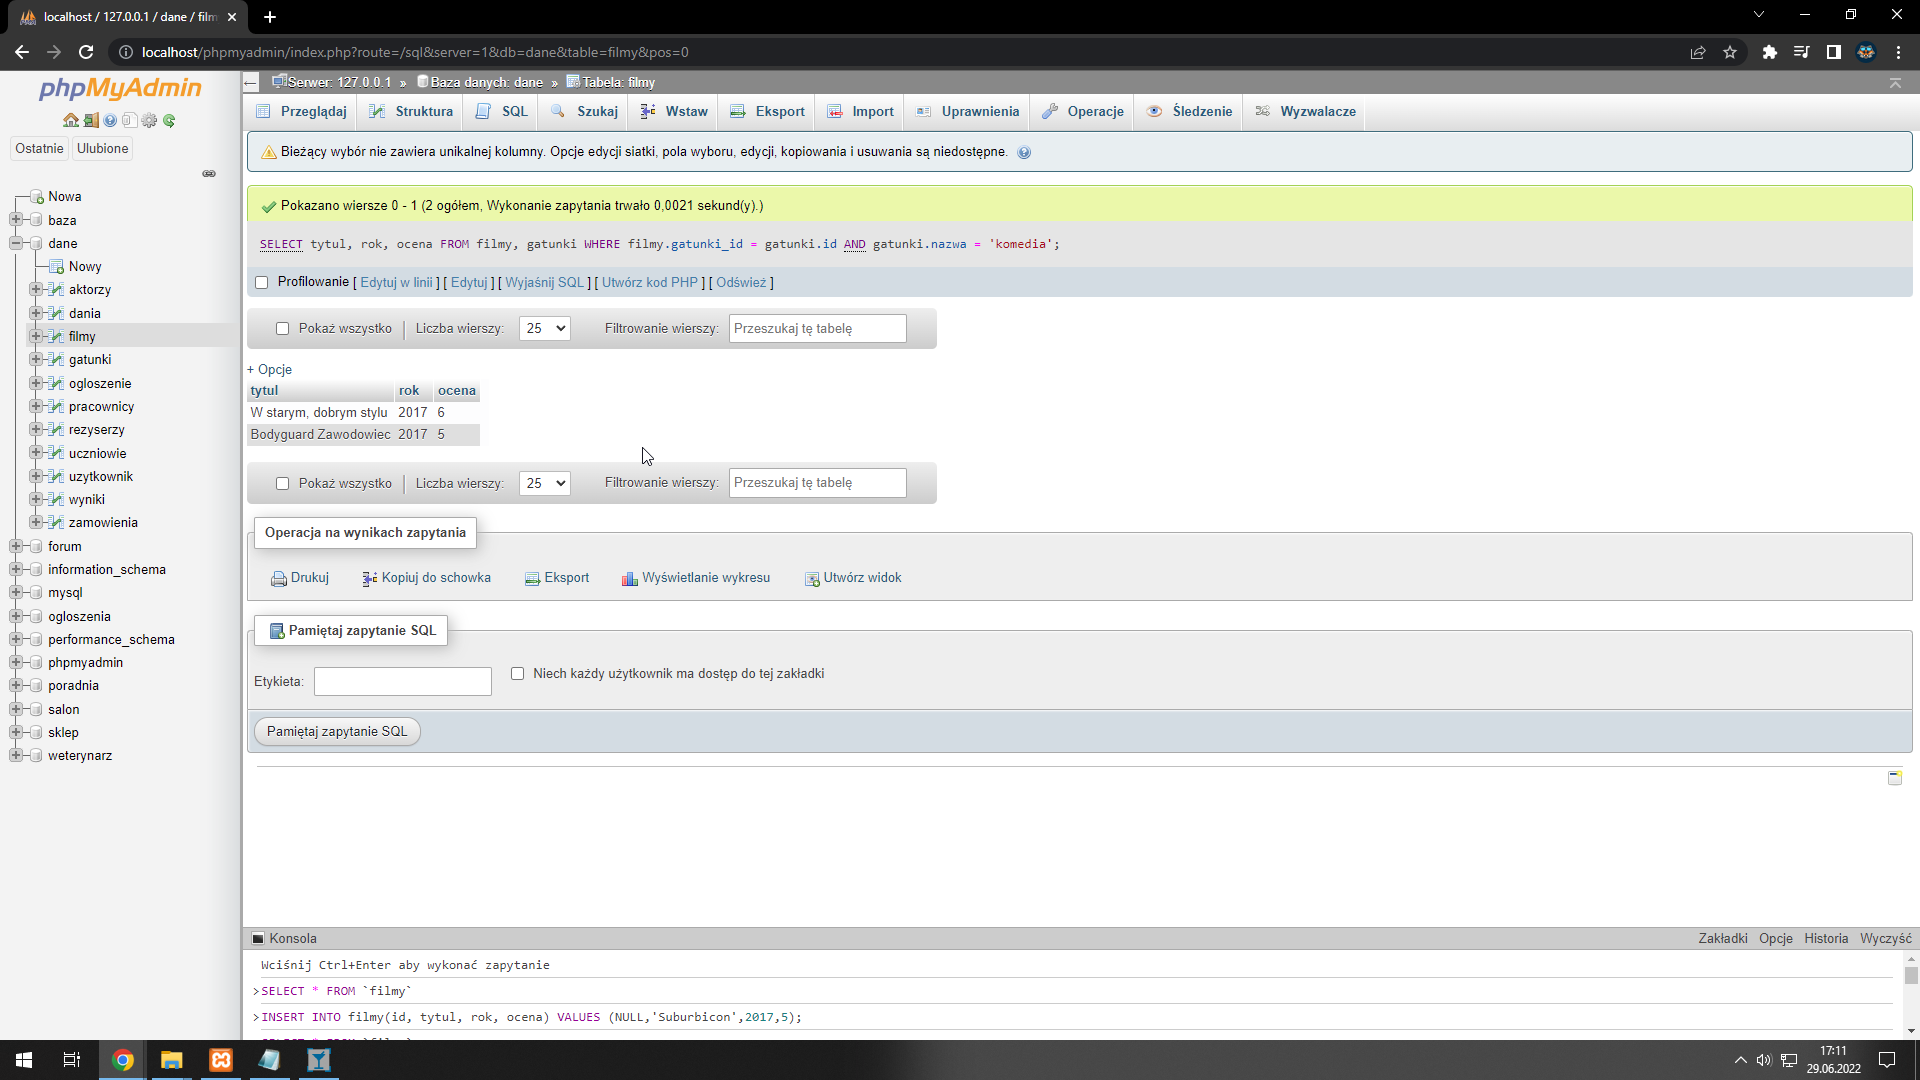 localhost / 127.0.0.1 / dane / film
localhost/phpmyadmin/index.php?route=/sql&server=1&db=dane&table=filmy&pos=0
phpMyAdmin
Ostatnie Ulubione
Nowa
baza
dane
Nowy
aktorzy
dania
filmy
gatunki
ogloszenie
pracownicy
rezyserzy
uczniowie
uzytkownik
wyniki
zamowienia
forum
information_schema
mysql
ogloszenia
performance_schema
phpmyadmin
poradnia
salon
sklep
weterynarz
Serwer: 127.0.0.1 » Baza danych: dane » Tabela: filmy
Przeglądaj Struktura SQL Szukaj Wstaw Eksport Import Uprawnienia Operacje Śledzenie Wyzwalacze
Bieżący wybór nie zawiera unikalnej kolumny. Opcje edycji siatki, pola wyboru, edycji, kopiowania i usuwania są niedostępne.
Pokazano wiersze 0 - 1 (2 ogółem, Wykonanie zapytania trwało 0,0021 sekund(y).)
SELECT tytul, rok, ocena FROM filmy, gatunki WHERE filmy.gatunki_id = gatunki.id AND gatunki.nazwa = 'komedia';
Profilowanie [ Edytuj w linii ] [ Edytuj ] [ Wyjaśnij SQL ] [ Utwórz kod PHP ] [ Odśwież ]
Pokaż wszystko | Liczba wierszy: 25 Filtrowanie wierszy: Przeszukaj tę tabelę
+ Opcje
tytul rok ocena
W starym, dobrym stylu 2017 6
Bodyguard Zawodowiec 2017 5
Pokaż wszystko | Liczba wierszy: 25 Filtrowanie wierszy: Przeszukaj tę tabelę
Operacja na wynikach zapytania
Drukuj Kopiuj do schowka Eksport Wyświetlanie wykresu Utwórz widok
Pamiętaj zapytanie SQL
Etykieta: Niech każdy użytkownik ma dostęp do tej zakładki
Pamiętaj zapytanie SQL
Konsola Zakładki Opcje Historia Wyczyść
Wciśnij Ctrl+Enter aby wykonać zapytanie
>SELECT * FROM `filmy`
>INSERT INTO filmy(id, tytul, rok, ocena) VALUES (NULL,'Suburbicon',2017,5);
17:11
29.06.2022